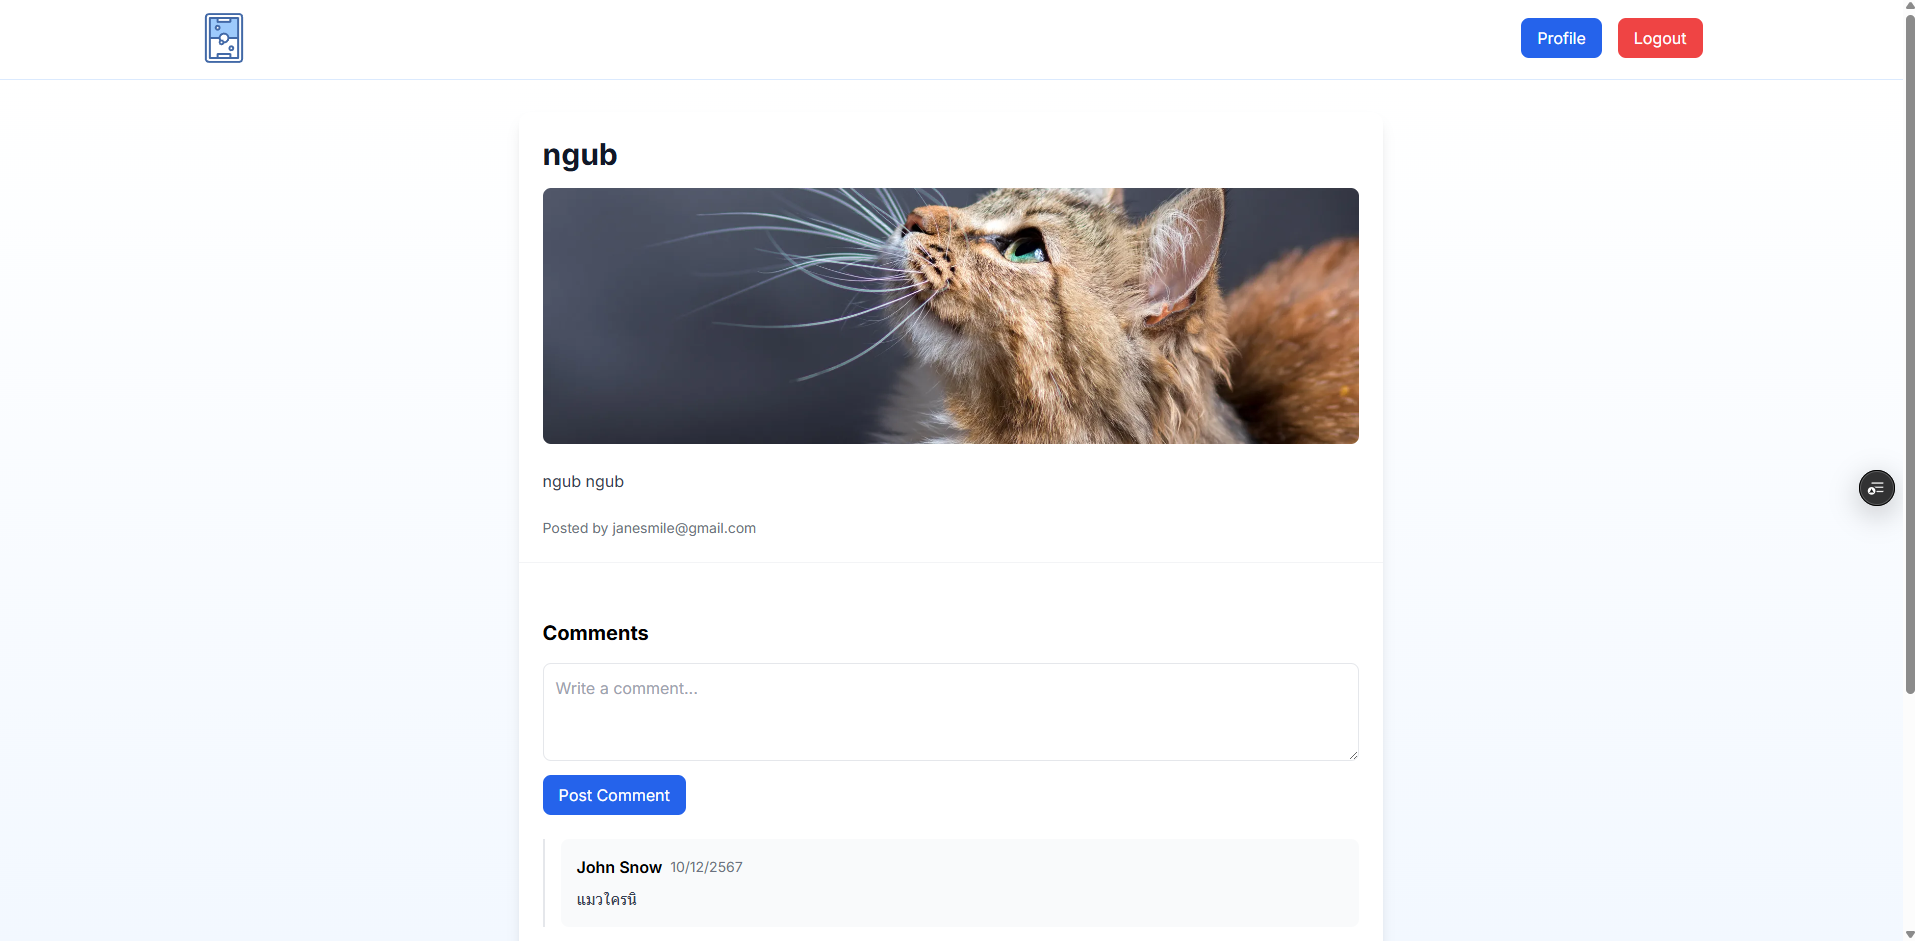 Profile
Logout
ngub
ngub ngub
Posted by janesmile@gmail.com
Comments
Write a comment...
Post Comment
John Snow 10/12/2567
แมวใครนิ